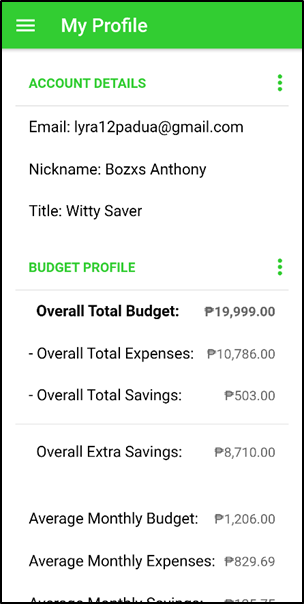 My Profile
ACCOUNT DETAILS
Email: lyra12padua@gmail.com
Nickname: Bozxs Anthony
Title: Witty Saver
BUDGET PROFILE
Overall Total Budget: ₱19,999.00
- Overall Total Expenses: ₱10,786.00
- Overall Total Savings: ₱503.00
Overall Extra Savings: ₱8,710.00
Average Monthly Budget: ₱1,206.00
Average Monthly Expenses: ₱829.69
Average Monthly Savings: